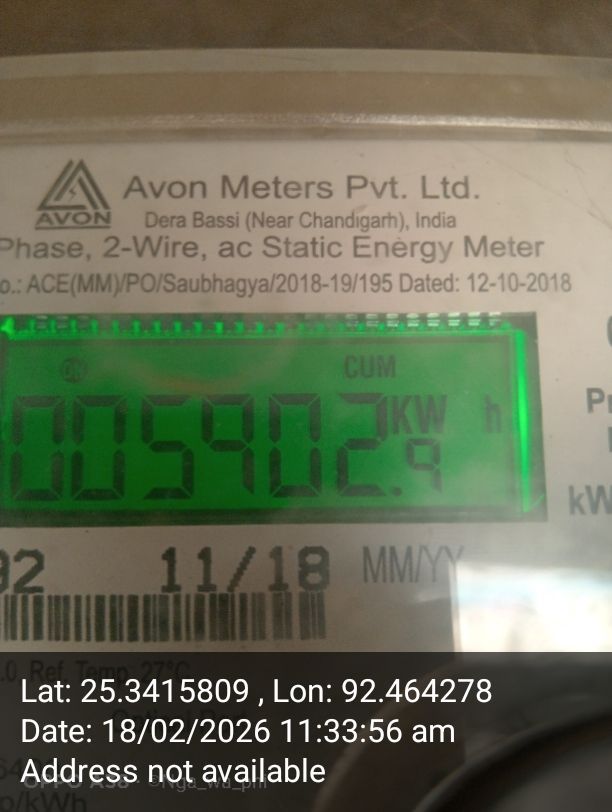 Avon Meters Pvt. Ltd.
AVON
Dera Bassi (Near Chandigarh), India
Phase, 2-Wire, ac Static Energy Meter
o.: ACE(MM)/PO/Saubhagya/2018-19/195 Dated: 12-10-2018
CUM
005902.9 KW h
kW
92 11/18 MM/YY
.0 Ref. Temp. 27°C
Lat: 25.3415809 , Lon: 92.464278
Date: 18/02/2026 11:33:56 am
Address not available
p/kWh